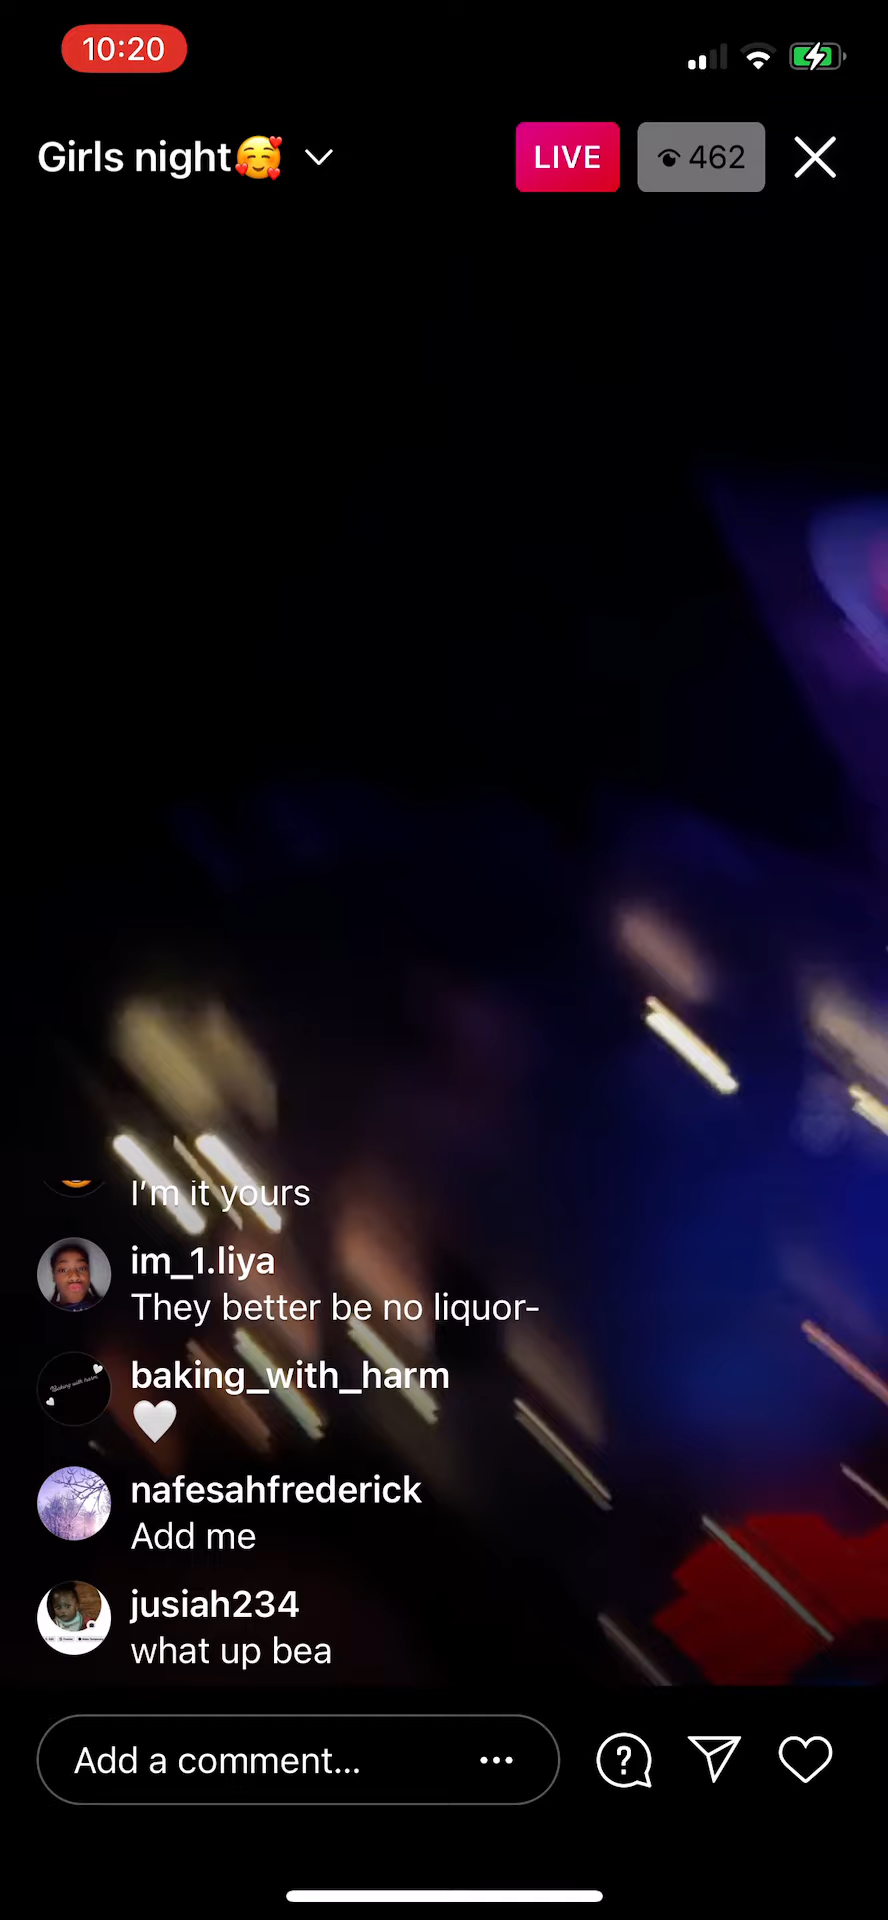 10:20
Girls night🥰
LIVE
462
I'm it yours
im_1.liya
They better be no liquor-
baking_with_harm
🤍
nafesahfrederick
Add me
jusiah234
what up bea
Add a comment...